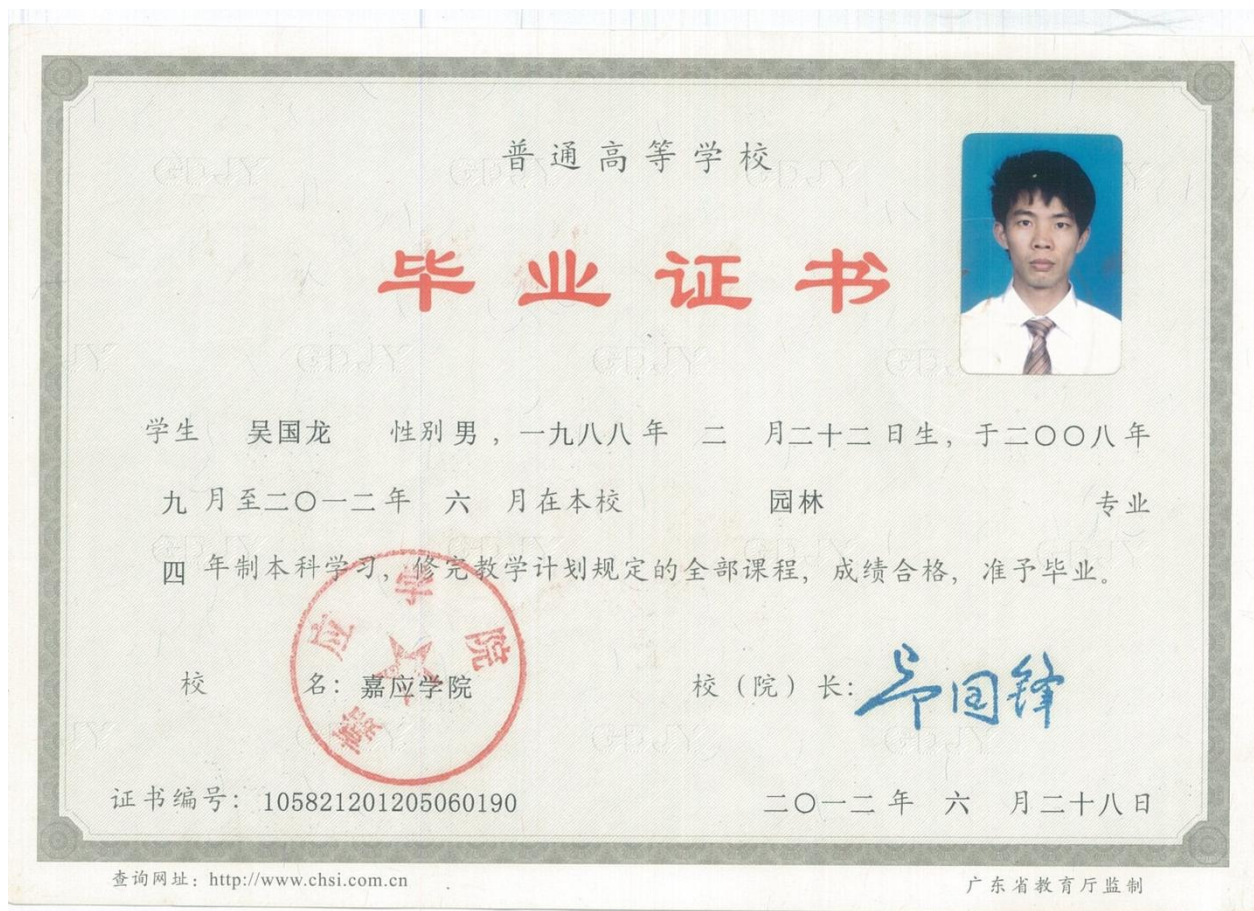 普通高等学校
毕业证书
学生 吴国龙 性别 男 ，一九八八 年 二 月二十二 日生，于二〇〇八 年
九 月至二〇一二年 六 月在本校 园林 专业
四 年制本科学习，修完教学计划规定的全部课程，成绩合格，准予毕业。
校 名：嘉应学院 校（院）长：
嘉应学院
证书编号：105821201205060190 二〇一二 年 六 月二十八 日
查询网址：http://www.chsi.com.cn 广东省教育厅监制
GDJY